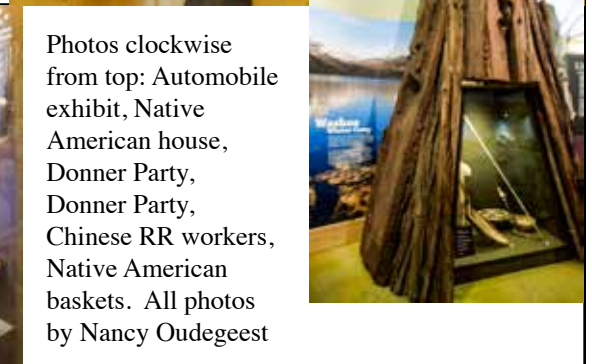 Photos clockwise
from top: Automobile
exhibit, Native
American house,
Donner Party,
Donner Party,
Chinese RR workers,
Native American
baskets.  All photos
by Nancy Oudegeest
Washoe